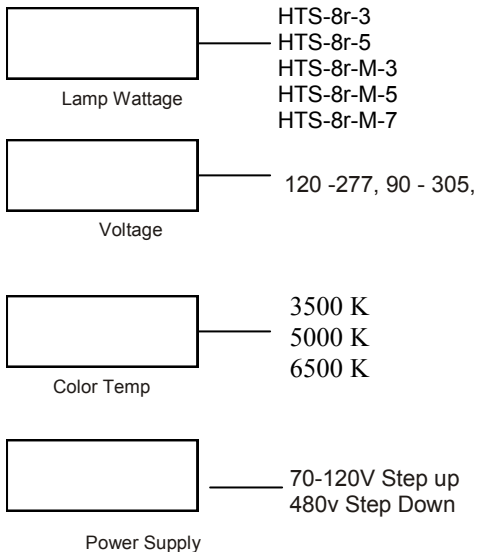 HTS-8r-3
HTS-8r-5
HTS-8r-M-3
HTS-8r-M-5
HTS-8r-M-7
Lamp Wattage
120 -277, 90 - 305,
Voltage
3500 K
5000 K
6500 K
Color Temp
70-120V Step up
480v Step Down
Power Supply